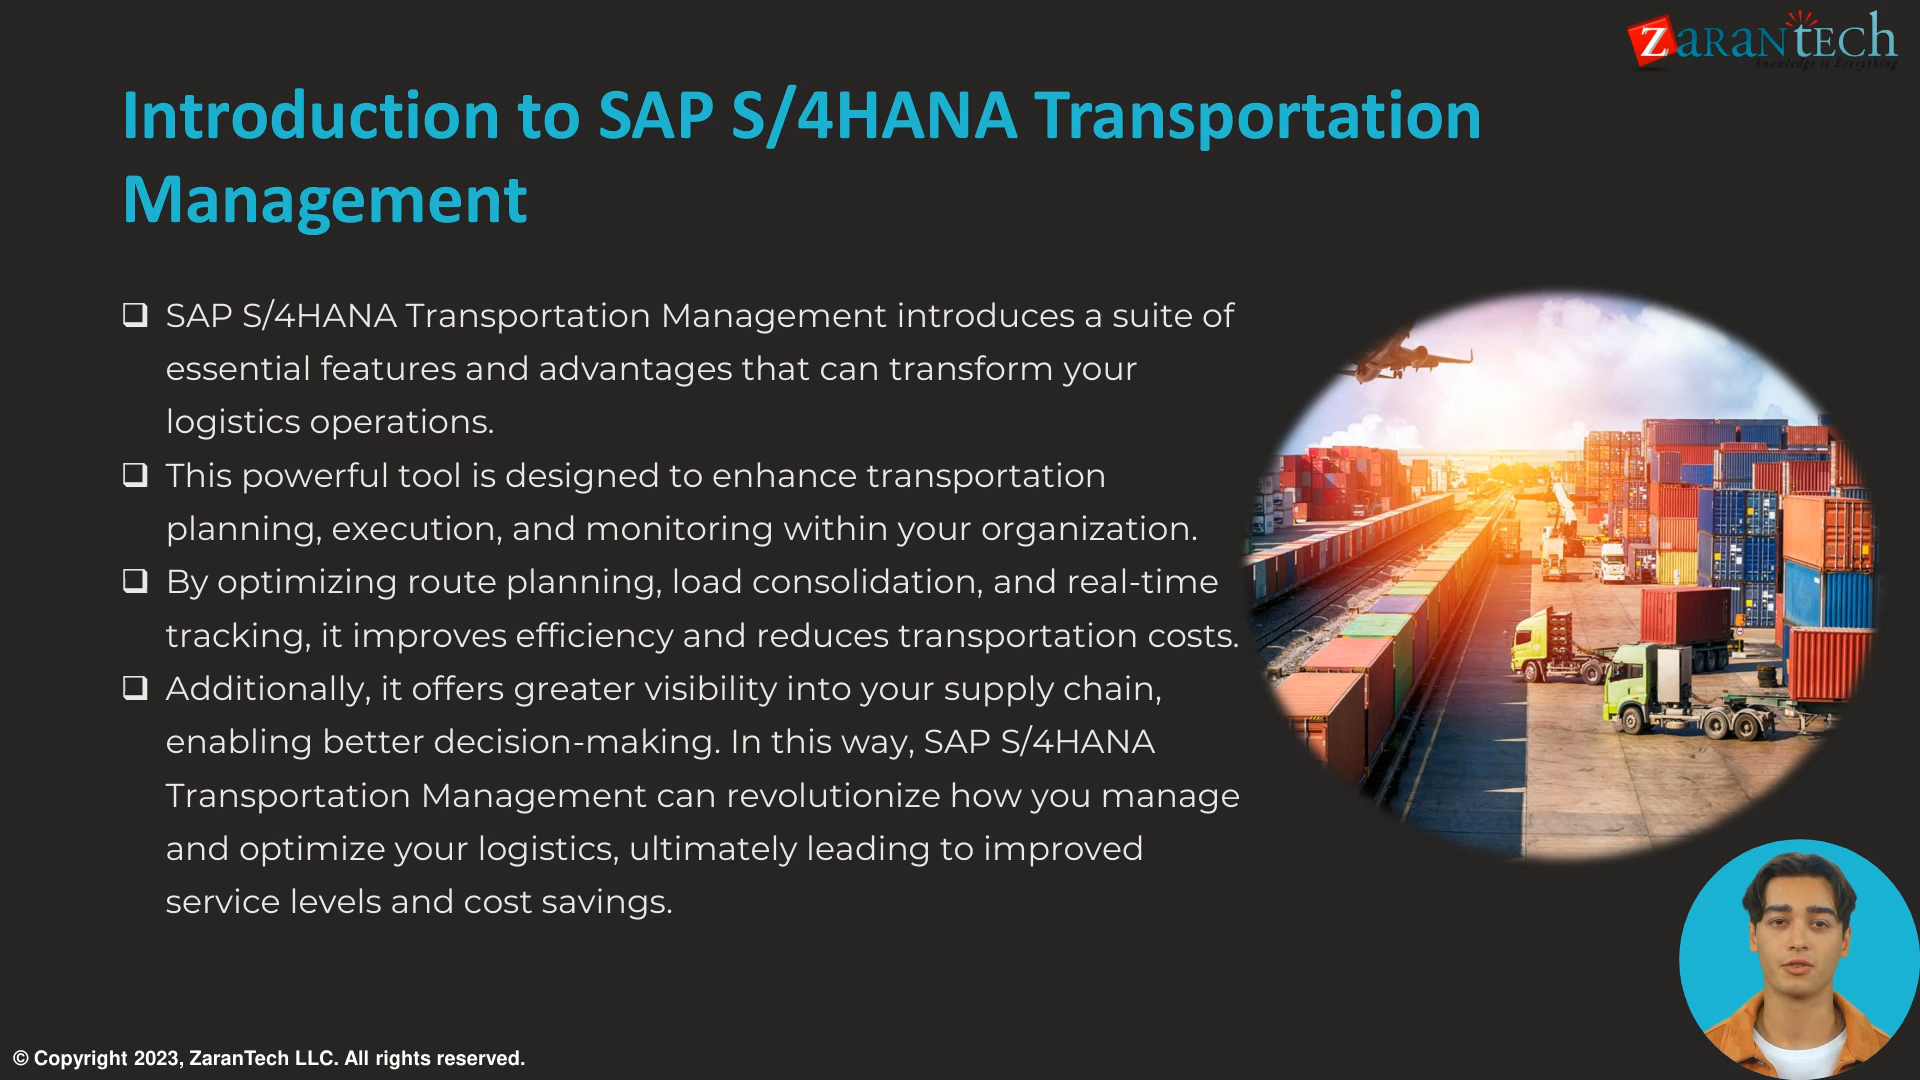 ZaranTech
knowledge is Everything
Introduction to SAP S/4HANA Transportation
Management
❑ SAP S/4HANA Transportation Management introduces a suite of
essential features and advantages that can transform your
logistics operations.
❑ This powerful tool is designed to enhance transportation
planning, execution, and monitoring within your organization.
❑ By optimizing route planning, load consolidation, and real-time
tracking, it improves efficiency and reduces transportation costs.
❑ Additionally, it offers greater visibility into your supply chain,
enabling better decision-making. In this way, SAP S/4HANA
Transportation Management can revolutionize how you manage
and optimize your logistics, ultimately leading to improved
service levels and cost savings.
© Copyright 2023, ZaranTech LLC. All rights reserved.